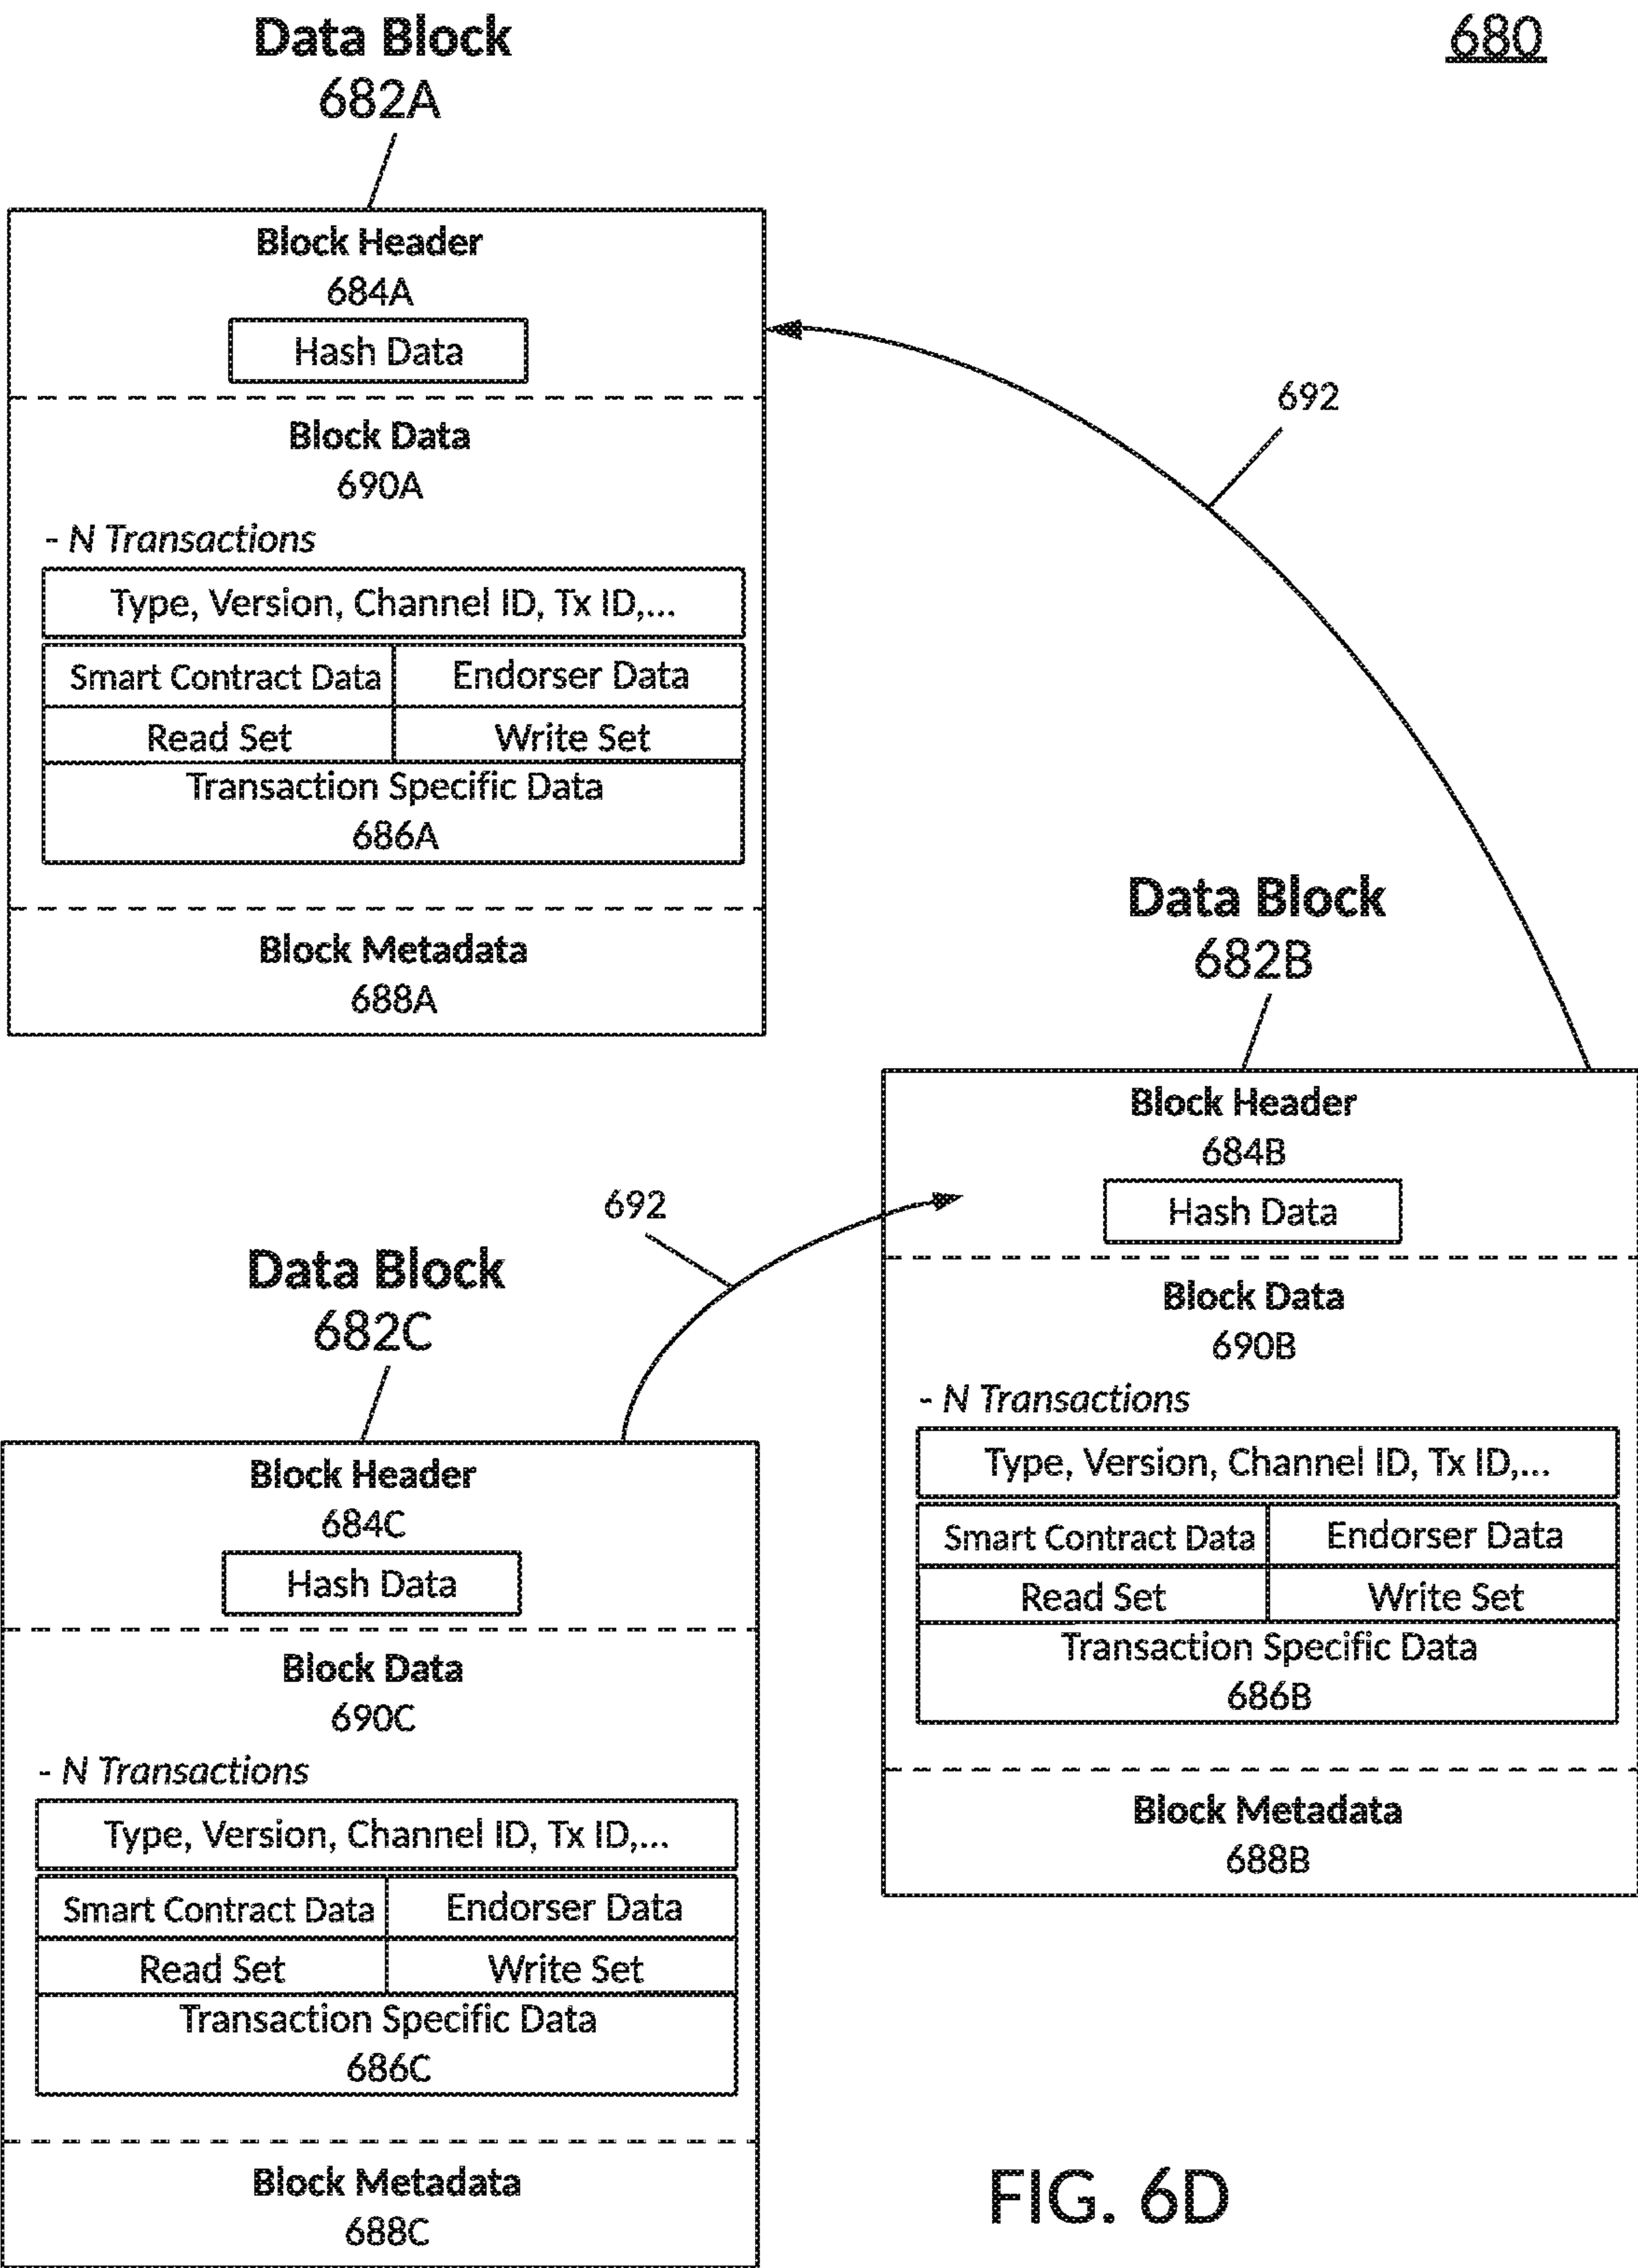 680
Data Block
682A
Block Header
684A
Hash Data
Block Data
690A
- N Transactions
Type, Version, Channel ID, Tx ID,...
Smart Contract Data Endorser Data
Read Set Write Set
Transaction Specific Data
686A
Block Metadata
688A
692
Data Block
682B
Block Header
684B
Hash Data
Block Data
690B
- N Transactions
Type, Version, Channel ID, Tx ID,...
Smart Contract Data Endorser Data
Read Set Write Set
Transaction Specific Data
686B
Block Metadata
688B
692
Data Block
682C
Block Header
684C
Hash Data
Block Data
690C
- N Transactions
Type, Version, Channel ID, Tx ID,...
Smart Contract Data Endorser Data
Read Set Write Set
Transaction Specific Data
686C
Block Metadata
688C
FIG. 6D